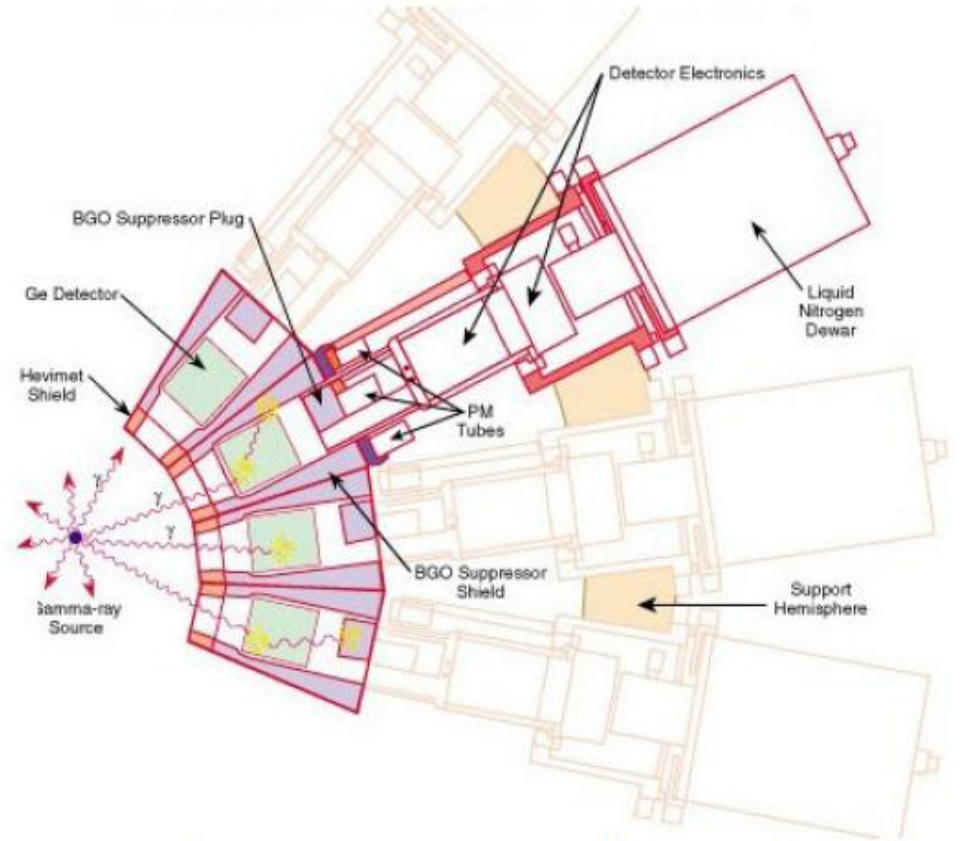 Detector Electronics
BGO Suppressor Plug
Ge Detector
Hevimet
Shield
Liquid
Nitrogen
Dewar
PM
Tubes
γ
γ
γ
BGO Suppressor
Shield
Support
Hemisphere
Gamma-ray
Source